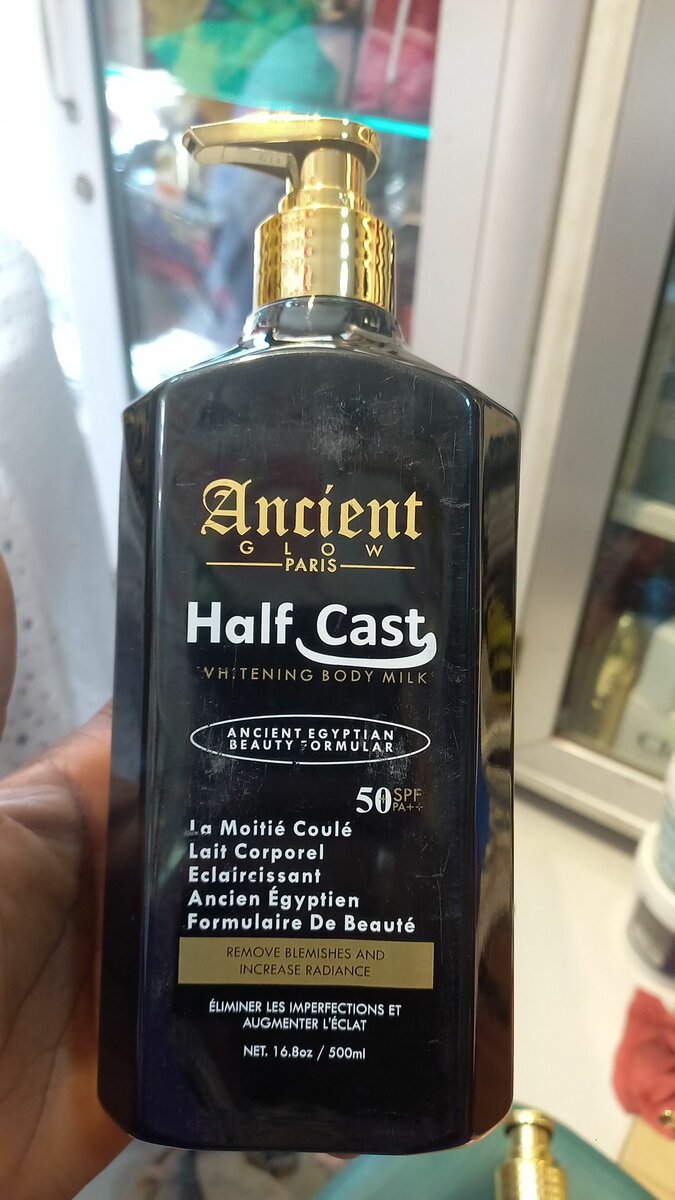 Ancient
GLOW
PARIS
Half Cast
WHITENING BODY MILK
ANCIENT EGYPTIAN
BEAUTY FORMULAR
50 SPF
PA++
La Moitié Coulé
Lait Corporel
Eclaircissant
Ancien Égyptien
Formulaire De Beauté
REMOVE BLEMISHES AND
INCREASE RADIANCE
ÉLIMINER LES IMPERFECTIONS ET
AUGMENTER L'ÉCLAT
NET. 16.8oz / 500ml